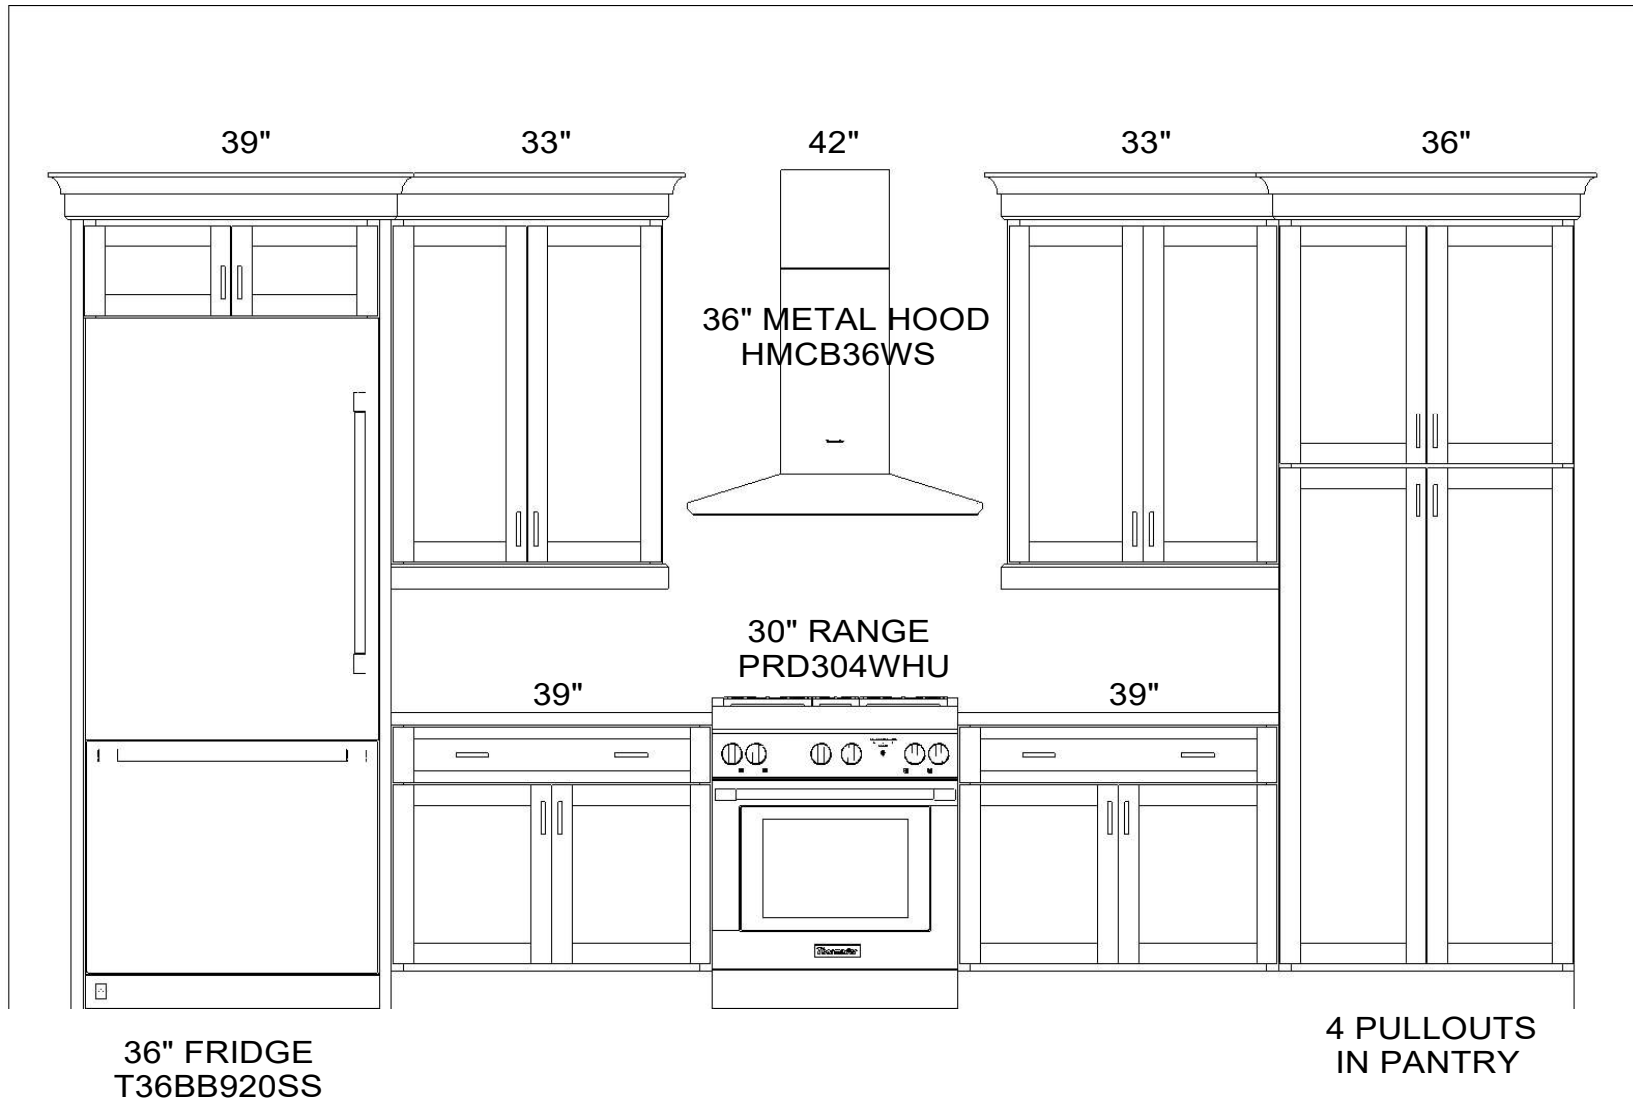 39" 33" 42" 33" 36"
36" METAL HOOD
HMCB36WS
30" RANGE
PRD304WHU
39" 39"
Thermador
4 PULLOUTS
IN PANTRY
36" FRIDGE
T36BB920SS